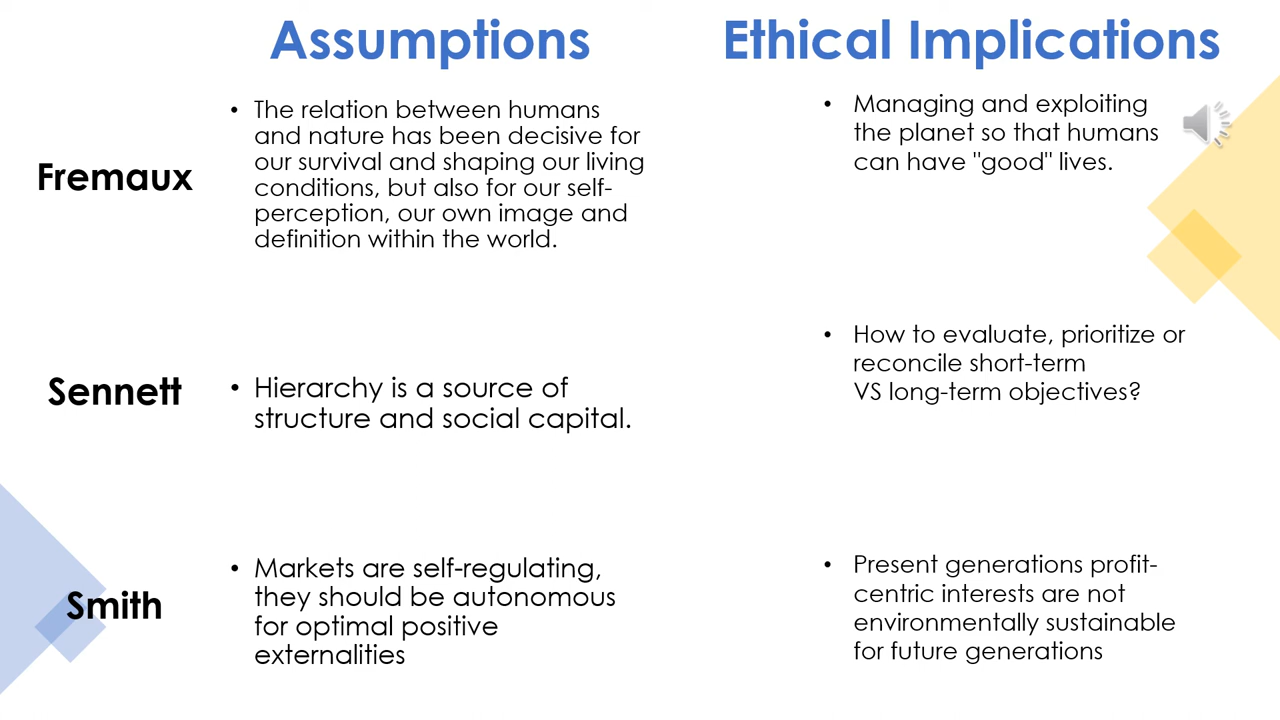 Assumptions
Ethical Implications
Fremaux
• The relation between humans
and nature has been decisive for
our survival and shaping our living
conditions, but also for our self-
perception, our own image and
definition within the world.
• Managing and exploiting
the planet so that humans
can have "good" lives.
Sennett
• Hierarchy is a source of
structure and social capital.
• How to evaluate, prioritize or
reconcile short-term
VS long-term objectives?
Smith
• Markets are self-regulating,
they should be autonomous
for optimal positive
externalities
• Present generations profit-
centric interests are not
environmentally sustainable
for future generations